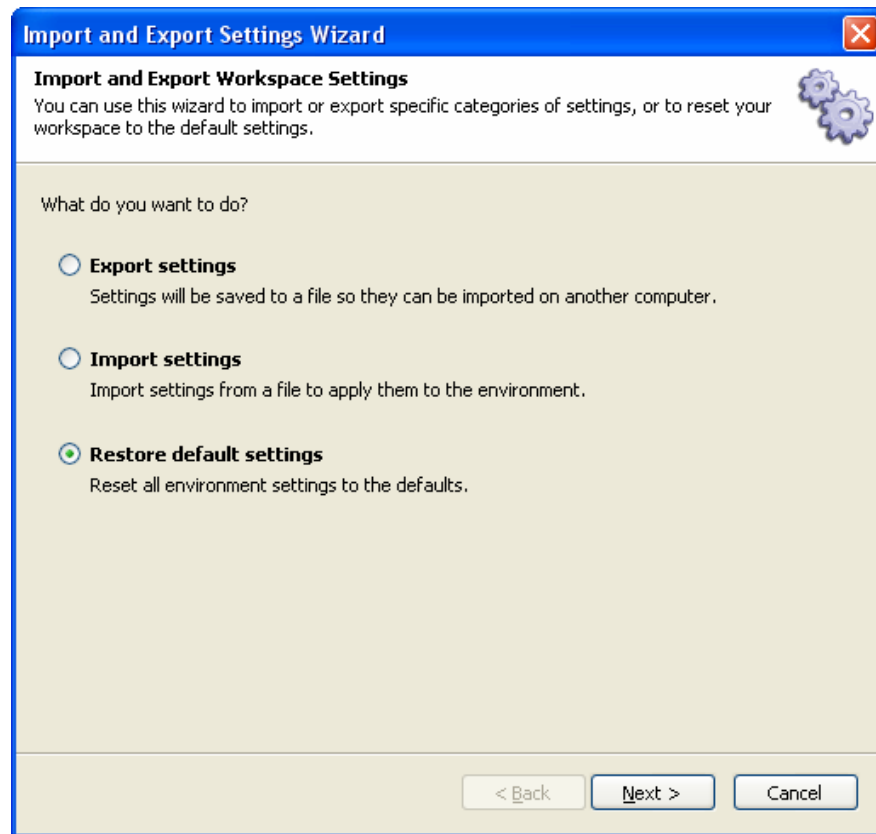 Import and Export Settings Wizard
Import and Export Workspace Settings
You can use this wizard to import or export specific categories of settings, or to reset your
workspace to the default settings.
What do you want to do?
Export settings
Settings will be saved to a file so they can be imported on another computer.
Import settings
Import settings from a file to apply them to the environment.
Restore default settings
Reset all environment settings to the defaults.
< Back Next > Cancel